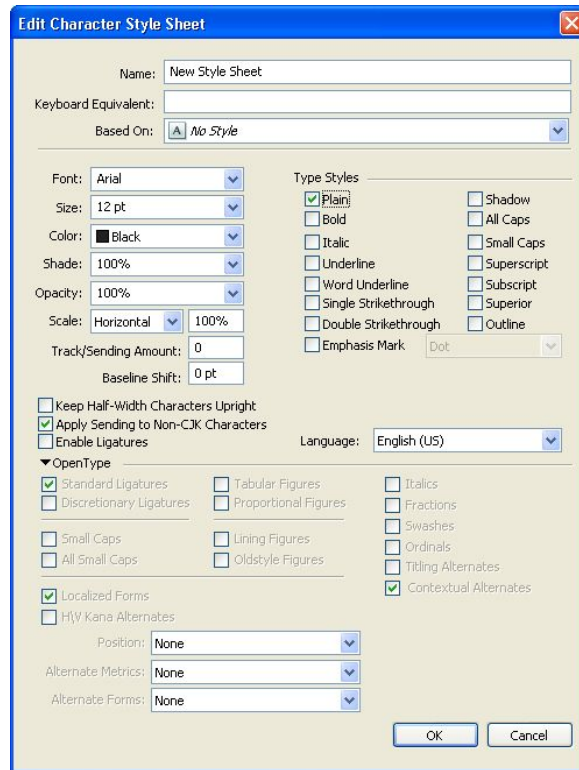 Edit Character Style Sheet
Name: New Style Sheet
Keyboard Equivalent:
Based On: A No Style
Font: Arial
Size: 12 pt
Color: Black
Shade: 100%
Opacity: 100%
Scale: Horizontal 100%
Track/Sending Amount: 0
Baseline Shift: 0 pt
Type Styles
Plain
Bold
Italic
Underline
Word Underline
Single Strikethrough
Double Strikethrough
Emphasis Mark Dot
Shadow
All Caps
Small Caps
Superscript
Subscript
Superior
Outline
Keep Half-Width Characters Upright
Apply Sending to Non-CJK Characters
Enable Ligatures
Language: English (US)
OpenType
Standard Ligatures
Discretionary Ligatures
Tabular Figures
Proportional Figures
Small Caps
All Small Caps
Lining Figures
Oldstyle Figures
Italics
Fractions
Swashes
Ordinals
Titling Alternates
Contextual Alternates
Localized Forms
H\V Kana Alternates
Position: None
Alternate Metrics: None
Alternate Forms: None
OK Cancel